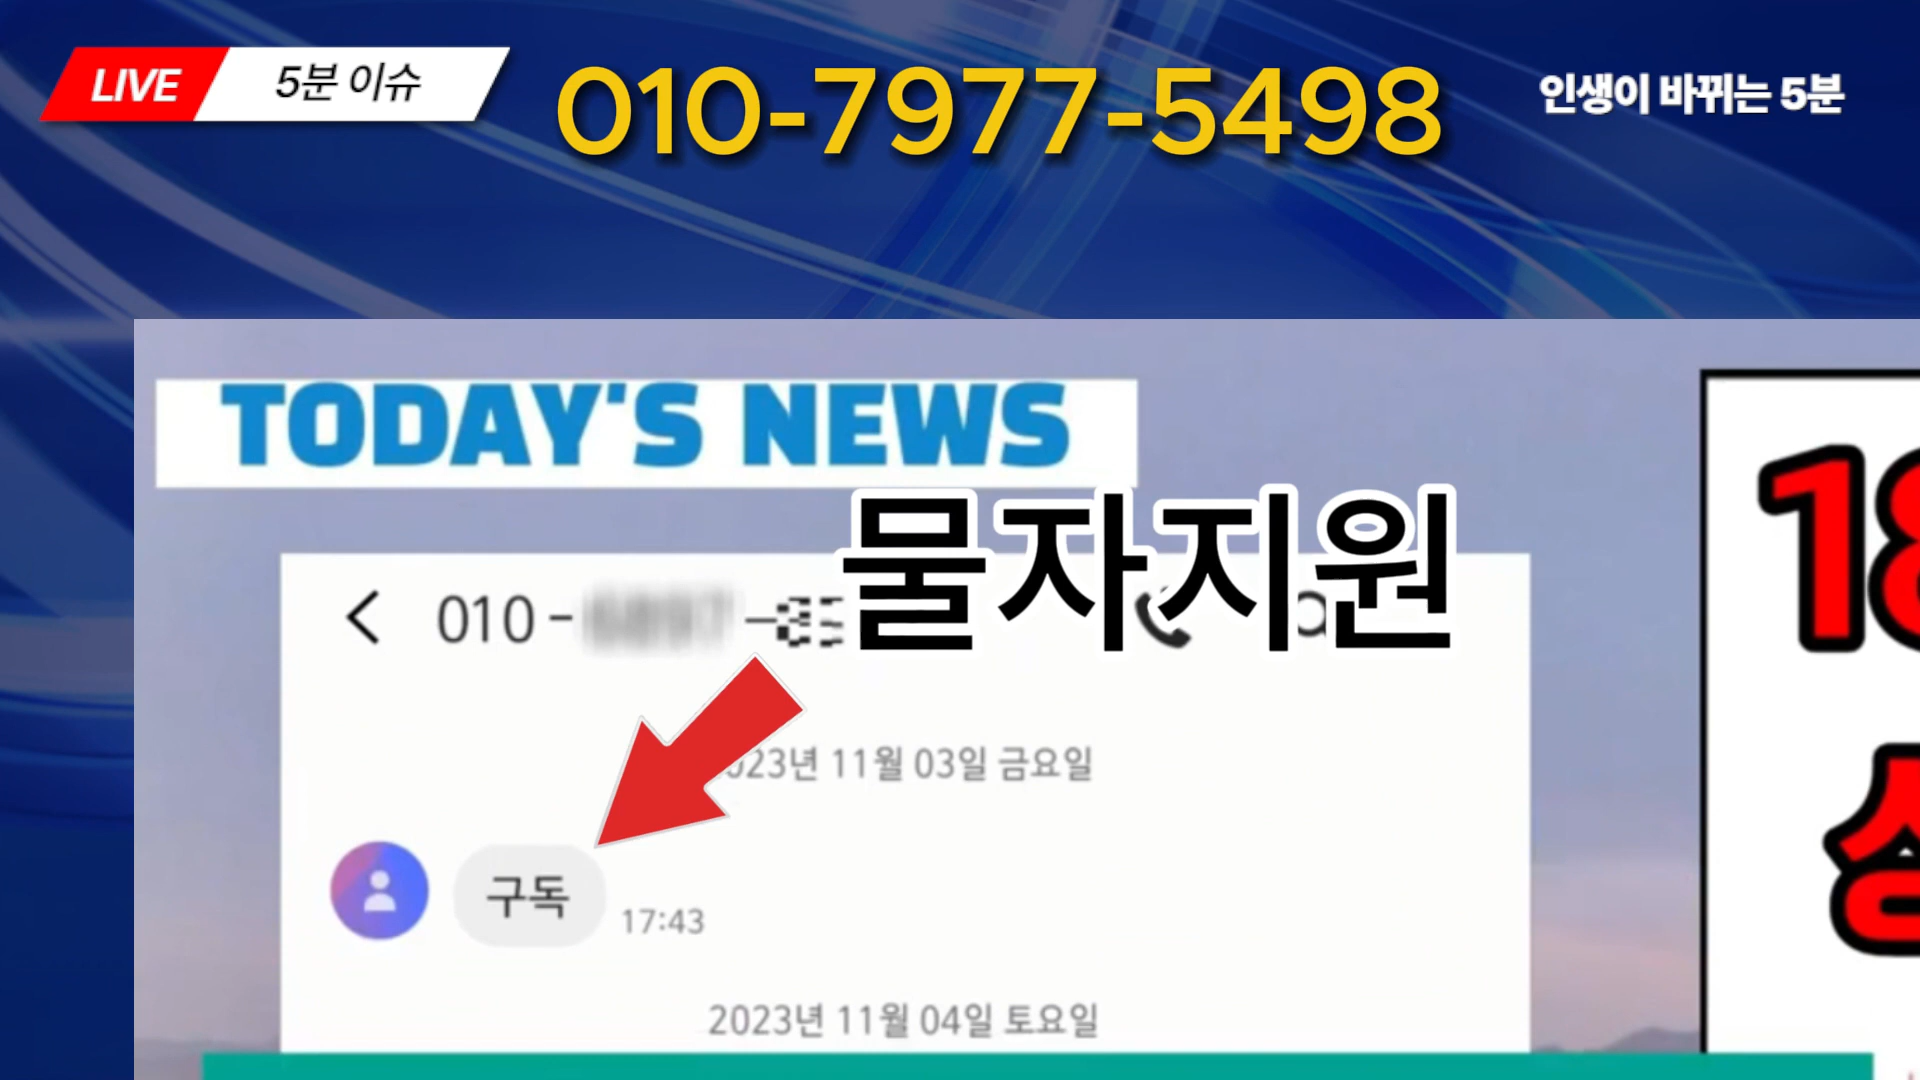 LIVE 5분 이슈 010-7977-5498 인생이 바뀌는 5분
TODAY'S NEWS
물자지원
010-
2023년 11월 03일 금요일
구독 17:43
2023년 11월 04일 토요일